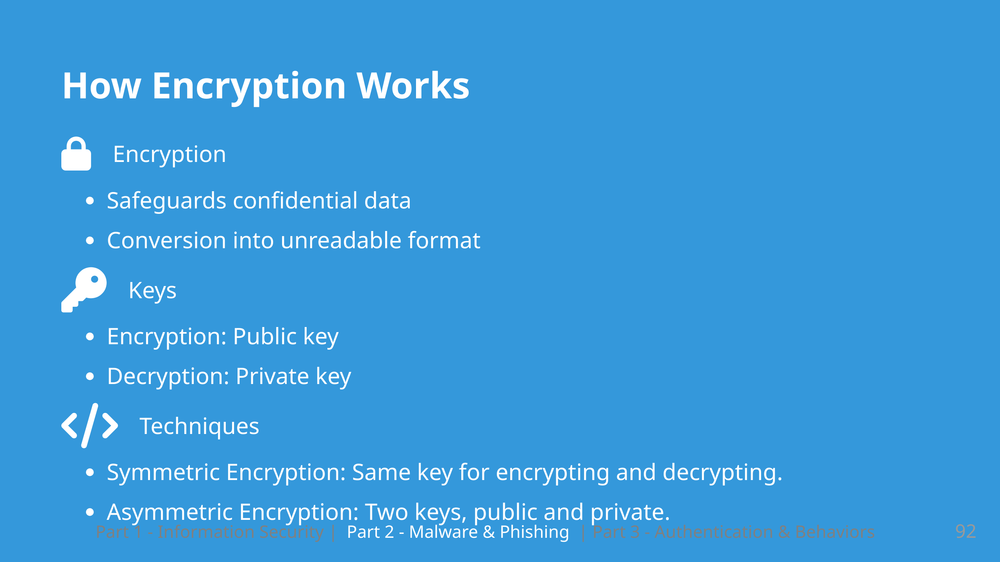 How Encryption Works
Encryption
• Safeguards confidential data
• Conversion into unreadable format
Keys
• Encryption: Public key
• Decryption: Private key
Techniques
• Symmetric Encryption: Same key for encrypting and decrypting.
• Asymmetric Encryption: Two keys, public and private.
Part 1 - Information Security | Part 2 - Malware & Phishing | Part 3 - Authentication & Behaviors 92